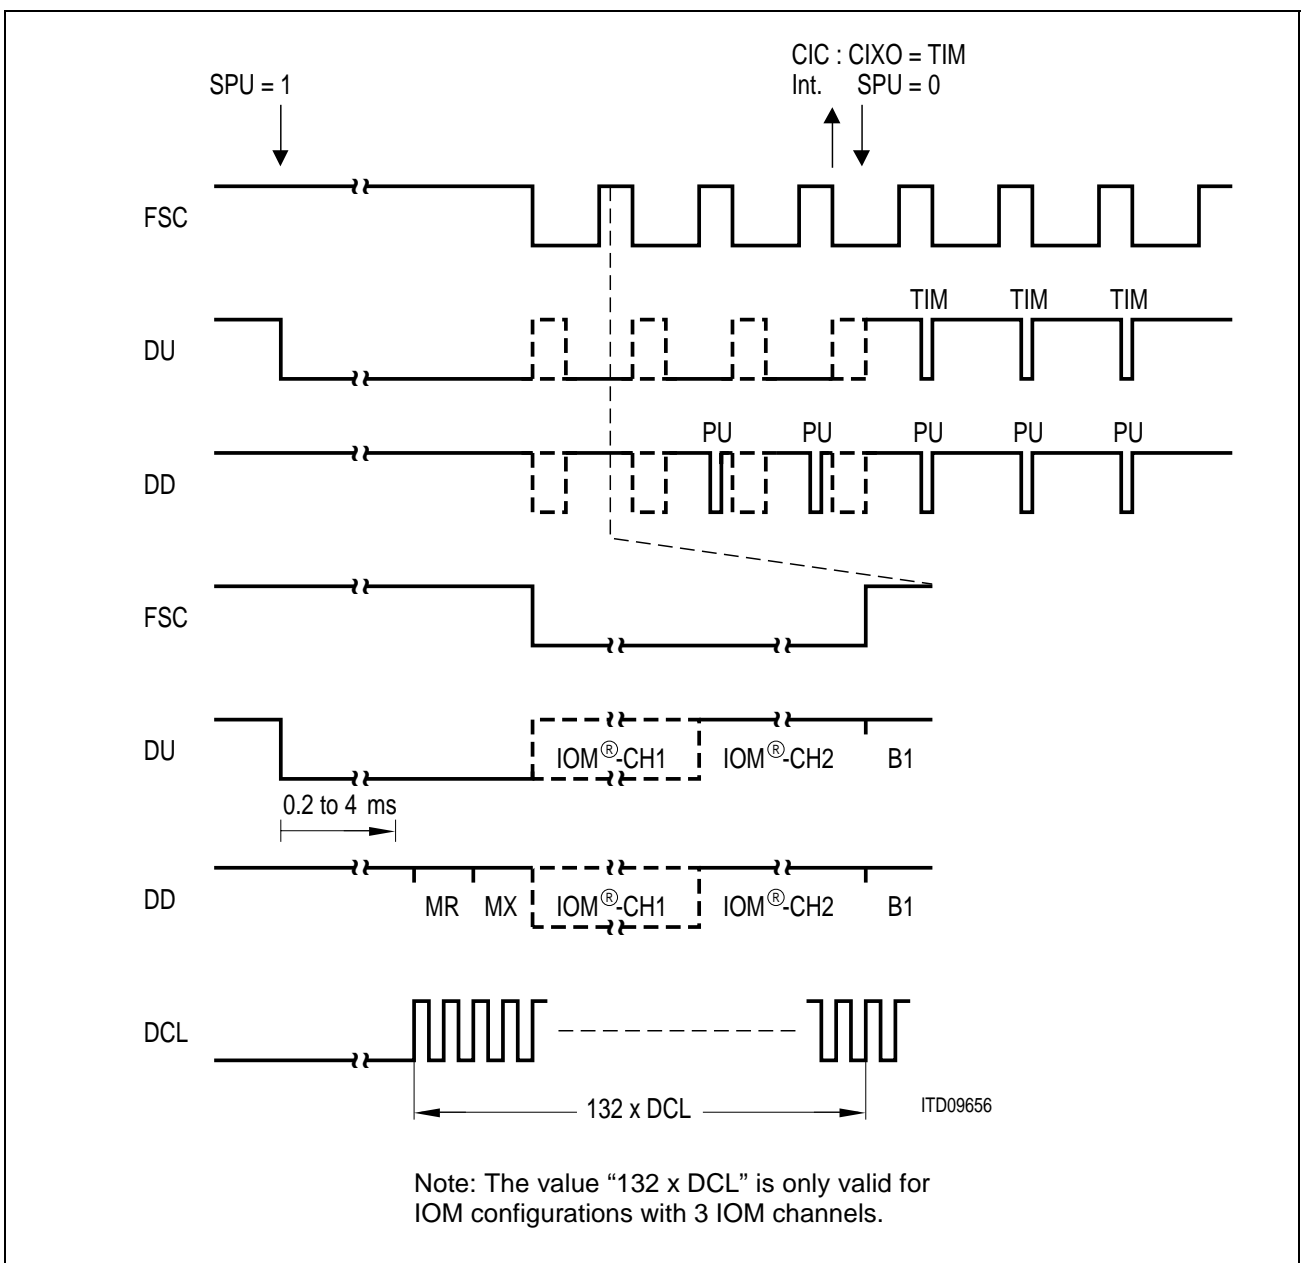 CIC : CIXO = TIM
SPU = 1
Int. SPU = 0
FSC
TIM TIM TIM
DU
PU PU PU PU PU
DD
FSC
DU
IOM®-CH1 IOM®-CH2 B1
0.2 to 4 ms
DD
MR MX IOM®-CH1 IOM®-CH2 B1
DCL
132 x DCL
ITD09656
Note: The value “132 x DCL” is only valid for
IOM configurations with 3 IOM channels.